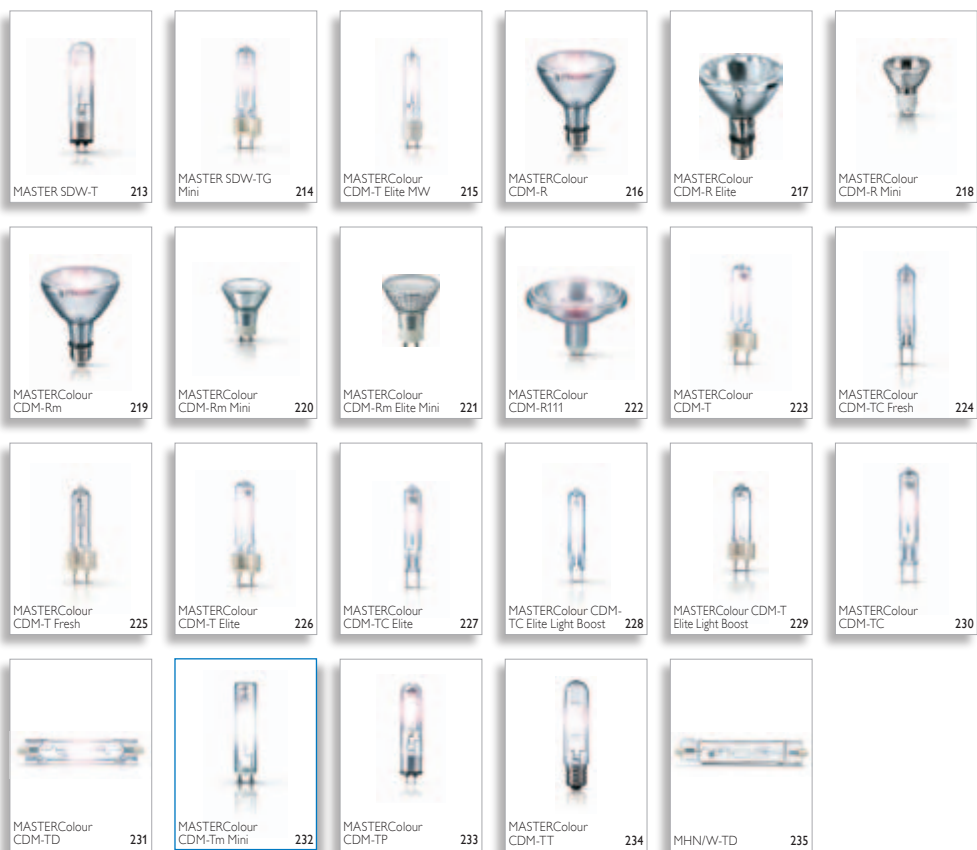 MASTER SDW-T 213
MASTER SDW-TG
Mini 214
MASTERColour
CDM-T Elite MW 215
MASTERColour
CDM-R 216
MASTERColour
CDM-R Elite 217
MASTERColour
CDM-R Mini 218
MASTERColour
CDM-Rm 219
MASTERColour
CDM-Rm Mini 220
MASTERColour
CDM-Rm Elite Mini 221
MASTERColour
CDM-R111 222
MASTERColour
CDM-T 223
MASTERColour
CDM-TC Fresh 224
MASTERColour
CDM-T Fresh 225
MASTERColour
CDM-T Elite 226
MASTERColour
CDM-TC Elite 227
MASTERColour CDM-
TC Elite Light Boost 228
MASTERColour CDM-T
Elite Light Boost 229
MASTERColour
CDM-TC 230
MASTERColour
CDM-TD 231
MASTERColour
CDM-Tm Mini 232
MASTERColour
CDM-TP 233
MASTERColour
CDM-TT 234
MHN/W-TD 235